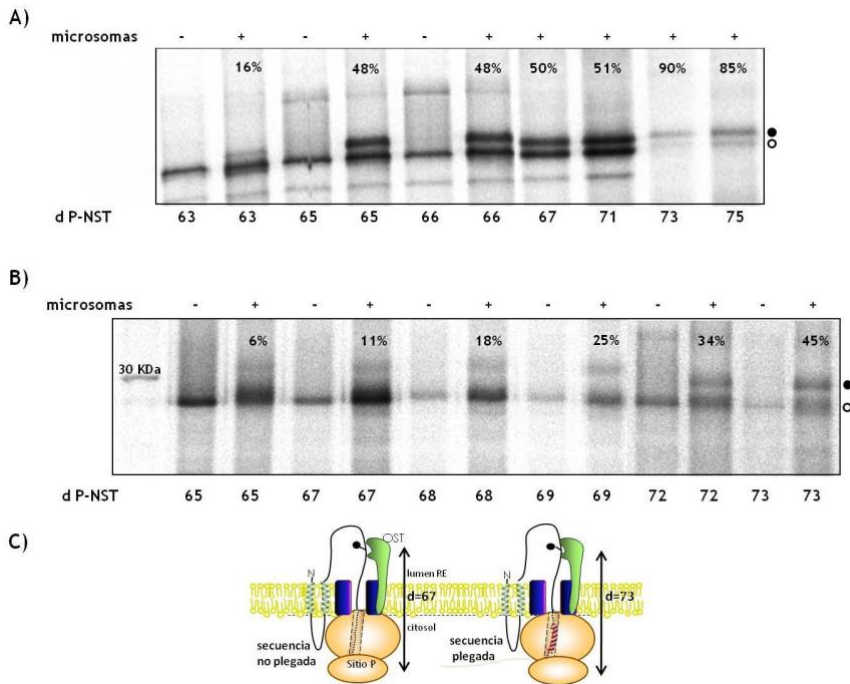 A)
microsomas - + - + - + + + + +
16% 48% 48% 50% 51% 90% 85%
d P-NST 63 63 65 65 66 66 67 71 73 75
B)
microsomas - + - + - + - + - + - +
6% 11% 18% 25% 34% 45%
30 KDa
d P-NST 65 65 67 67 68 68 69 69 72 72 73 73
C)
OST
N N
lumen RE
d=67 d=73
citosol
secuencia no plegada
Sitio P
secuencia plegada